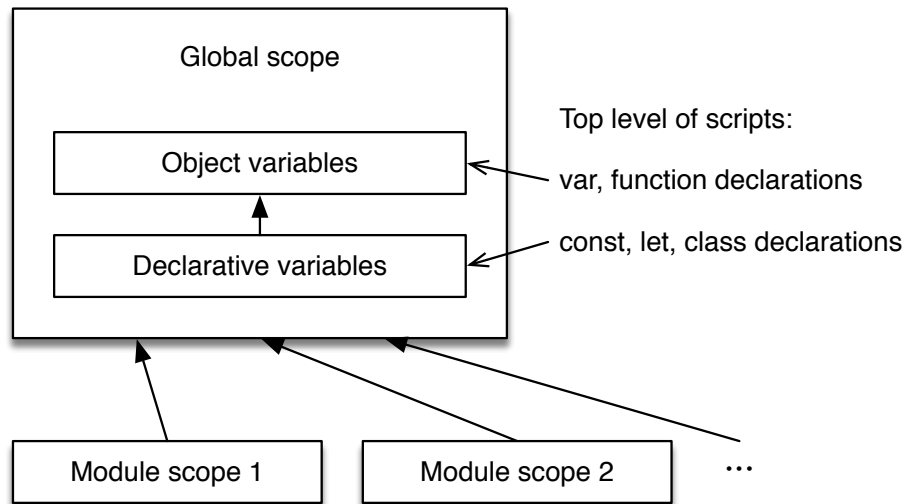 Global scope
Top level of scripts:
Object variables
var, function declarations
const, let, class declarations
Declarative variables
Module scope 1
Module scope 2
...